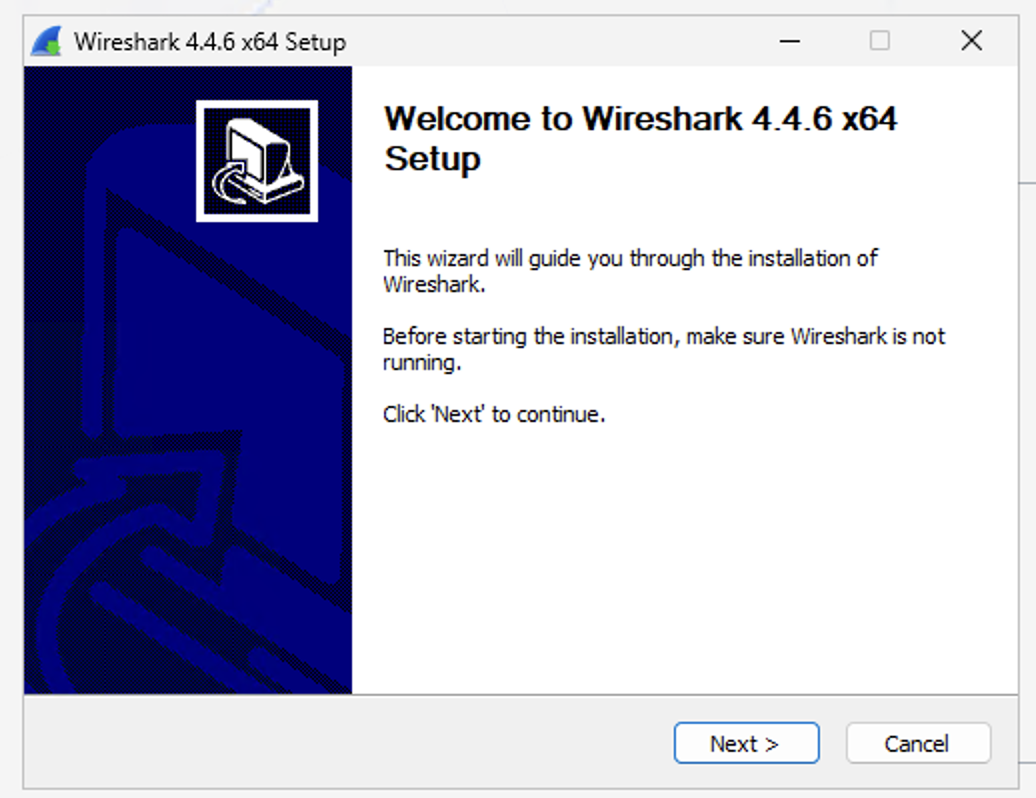 Wireshark 4.4.6 x64 Setup
Welcome to Wireshark 4.4.6 x64
Setup
This wizard will guide you through the installation of
Wireshark.
Before starting the installation, make sure Wireshark is not
running.
Click 'Next' to continue.
Next >
Cancel